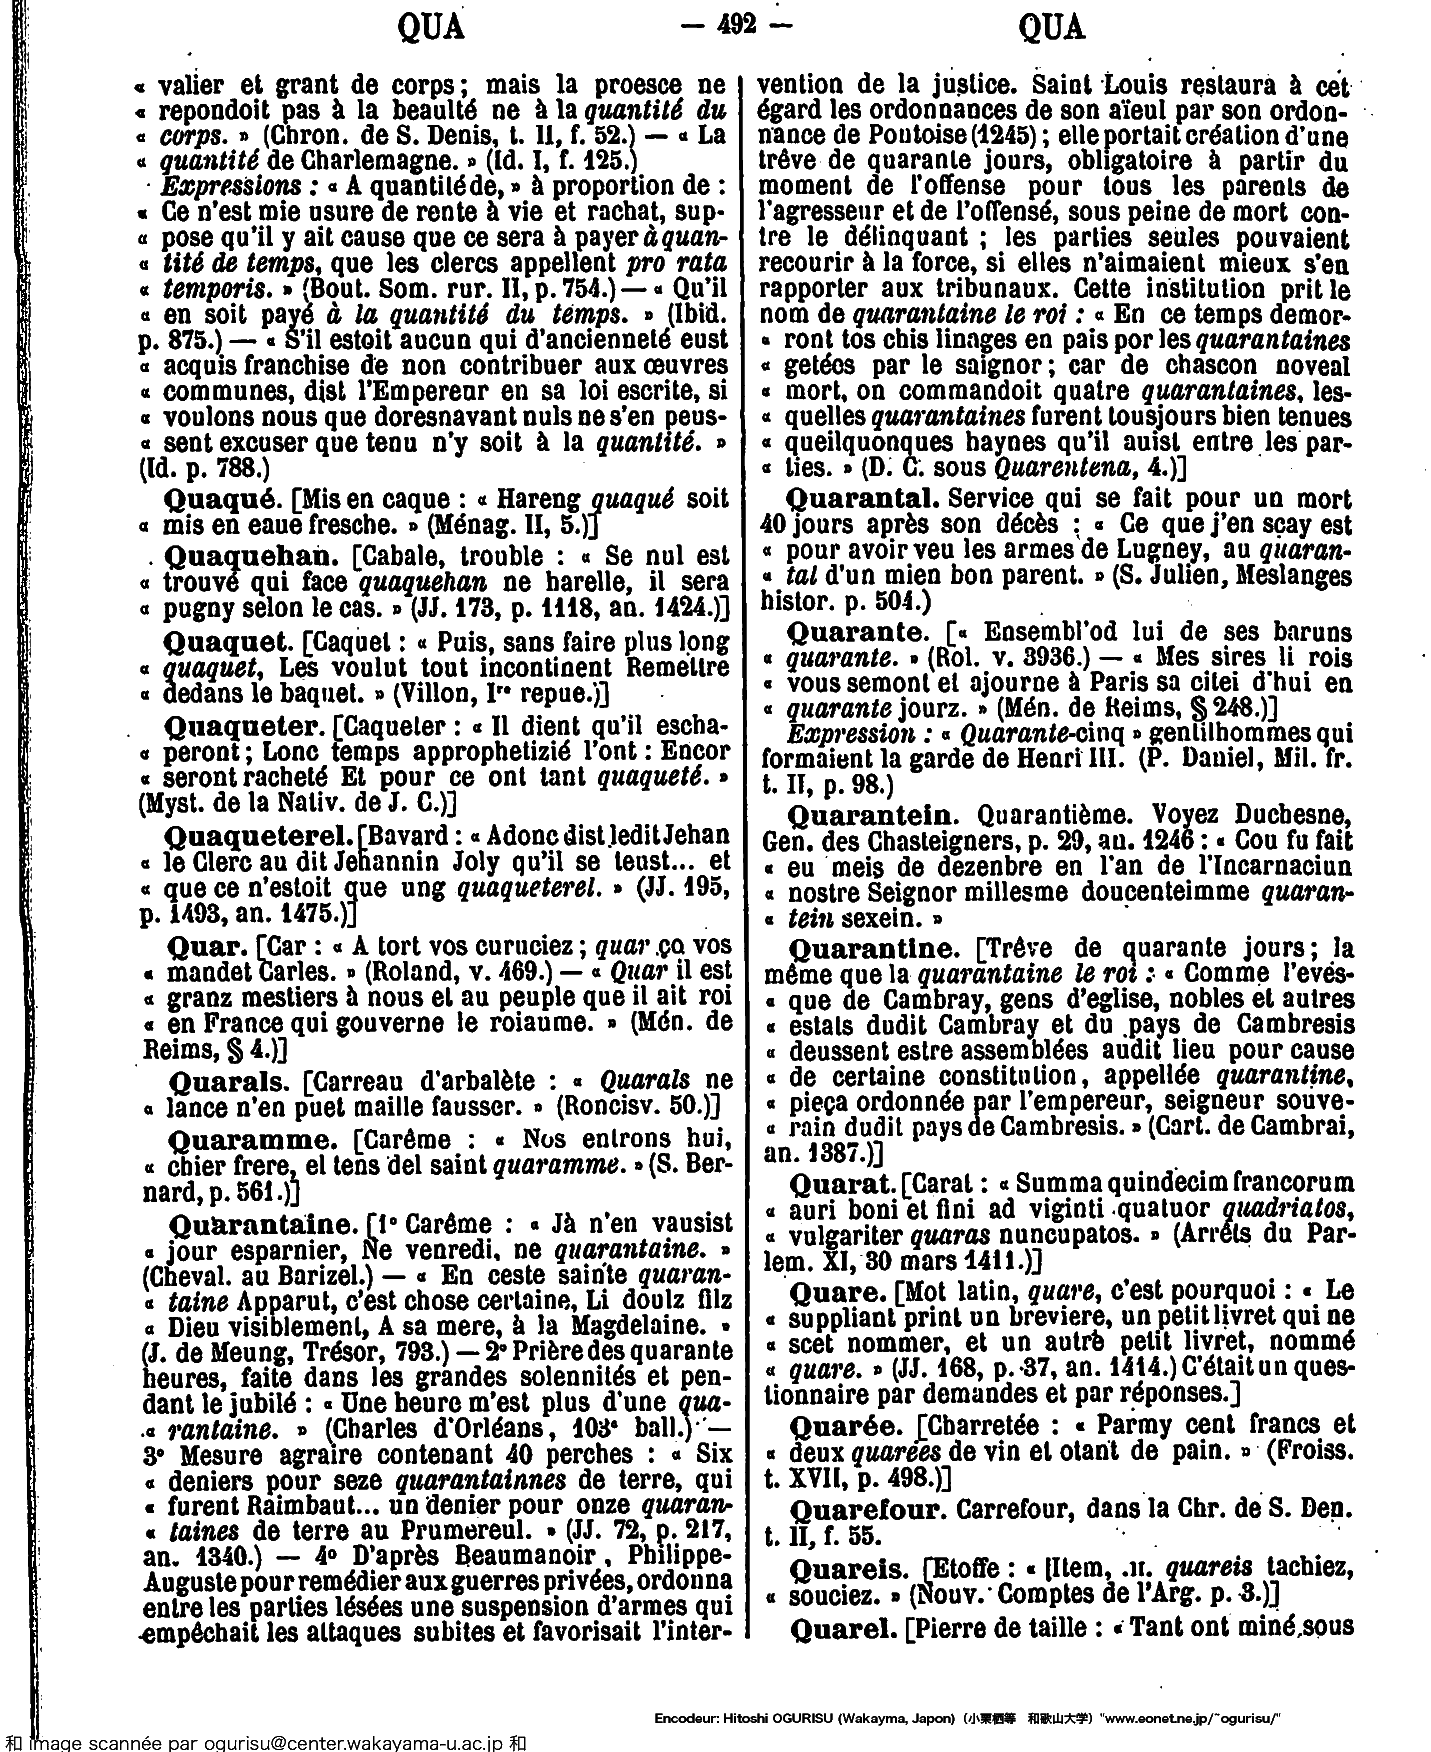 QUA — 492 — QUA
« valier et grant de corps ; mais la proesce ne
« repondoit pas à la beaulté ne à la quantité du
« corps. » (Chron. de S. Denis, t. II, f. 52.) — « La
« quantité de Charlemagne. » (Id. I, f. 125.)
Expressions : « A quantité de, » à proportion de :
« Ce n'est mie usure de rente à vie et rachat, sup-
« pose qu'il y ait cause que ce sera à payer à quan-
« tité de temps, que les clercs appellent pro rata
« temporis. » (Bout. Som. rur. II, p. 754.) — « Qu'il
« en soit payé à la quantité du temps. » (Ibid.
p. 875.) — « S'il estoit aucun qui d'ancienneté eust
« acquis franchise de non contribuer aux œuvres
« communes, dist l'Empereur en sa loi escrite, si
« voulons nous que doresnavant nuls ne s'en peus-
« sent excuser que tenu n'y soit à la quantité. »
(Id. p. 788.)
Quaqué. [Mis en caque : « Hareng quaqué soit
« mis en eaue fresche. » (Ménag. II, 5.)]
Quaquehan. [Cabale, trouble : « Se nul est
« trouvé qui face quaquehan ne harelle, il sera
« pugny selon le cas. » (JJ. 173, p. 1118, an. 1424.)]
Quaquet. [Caquet : « Puis, sans faire plus long
« quaquet, Les voulut tout incontinent Remettre
« dedans le baquet. » (Villon, Iʳᵉ repue.)]
Quaqueter. [Caqueter : « Il dient qu'il escha-
« peront ; Lonc temps approphetizié l'ont : Encor
« seront racheté Et pour ce ont tant quaqueté. »
(Myst. de la Nativ. de J. C.)]
Quaqueterel. [Bavard : « Adonc dist ledit Jehan
« le Clerc au dit Jehannin Joly qu'il se teust... et
« que ce n'estoit que ung quaqueterel. » (JJ. 195,
p. 1493, an. 1475.)]
Quar. [Car : « A tort vos curuciez ; quar ço vos
« mandet Carles. » (Roland, v. 469.) — « Quar il est
« granz mestiers à nous et au peuple que il ait roi
« en France qui gouverne le roiaume. » (Mén. de
Reims, § 4.)]
Quarals. [Carreau d'arbalète : « Quarals ne
« lance n'en puet maille fausser. » (Roncisv. 50.)]
Quaramme. [Carême : « Nos entrons hui,
« chier frere, el tens del saint quaramme. » (S. Ber-
nard, p. 561.)]
Quarantaine. [1° Carême : « Jà n'en vausist
« jour esparnier, Ne venredi, ne quarantaine. »
(Cheval. au Barizel.) — « En ceste sainte quaran-
« taine Apparut, c'est chose certaine, Li doulz filz
« Dieu visiblement, A sa mere, à la Magdelaine. »
(J. de Meung, Trésor, 793.) — 2° Prière des quarante
heures, faite dans les grandes solennités et pen-
dant le jubilé : « Une heure m'est plus d'une qua-
« rantaine. » (Charles d'Orléans, 103ᵉ ball.) —
3° Mesure agraire contenant 40 perches : « Six
« deniers pour seze quarantainnes de terre, qui
« furent Raimbaut... un denier pour onze quaran-
« taines de terre au Prumereul. » (JJ. 72, p. 217,
an. 1340.) — 4° D'après Beaumanoir, Philippe-
Auguste pour remédier aux guerres privées, ordonna
entre les parties lésées une suspension d'armes qui
empêchait les attaques subites et favorisait l'inter-
vention de la justice. Saint Louis restaura à cet
égard les ordonnances de son aïeul par son ordon-
nance de Pontoise (1245) ; elle portait création d'une
trêve de quarante jours, obligatoire à partir du
moment de l'offense pour tous les parents de
l'agresseur et de l'offensé, sous peine de mort con-
tre le délinquant ; les parties seules pouvaient
recourir à la force, si elles n'aimaient mieux s'en
rapporter aux tribunaux. Cette institution prit le
nom de quarantaine le roi : « En ce temps demor-
« ront tos chis linages en pais por les quarantaines
« getées par le saignor ; car de chascon noveal
« mort, on commandoit quatre quarantaines, les-
« quelles quarantaines furent tousjours bien tenues
« queilquonques haynes qu'il auist entre les par-
« ties. » (D. C. sous Quarentena, 4.)]
Quarantal. Service qui se fait pour un mort
40 jours après son décès : « Ce que j'en sçay est
« pour avoir veu les armes de Lugney, au quaran-
« tal d'un mien bon parent. » (S. Julien, Meslanges
histor. p. 504.)
Quarante. [« Ensembl'od lui de ses baruns
« quarante. » (Rol. v. 3936.) — « Mes sires li rois
« vous semont et ajourne à Paris sa citei d'hui en
« quarante jourz. » (Mén. de Reims, § 248.)]
Expression : « Quarante-cinq » gentilhommes qui
formaient la garde de Henri III. (P. Daniel, Mil. fr.
t. II, p. 98.)
Quarantein. Quarantième. Voyez Duchesne,
Gen. des Chasteigners, p. 29, an. 1246 : « Cou fu fait
« eu meis de dezenbre en l'an de l'Incarnaciun
« nostre Seignor millesme doucenteimme quaran-
« tein sexein. »
Quarantine. [Trêve de quarante jours ; la
même que la quarantaine le roi : « Comme l'evés-
« que de Cambray, gens d'eglise, nobles et autres
« estats dudit Cambray et du pays de Cambresis
« deussent estre assemblées audit lieu pour cause
« de certaine constitution, appellée quarantine,
« pieça ordonnée par l'empereur, seigneur souve-
« rain dudit pays de Cambresis. » (Cart. de Cambrai,
an. 1387.)]
Quarat. [Carat : « Summa quindecim francorum
« auri boni et fini ad viginti quatuor quadriatos,
« vulgariter quaras nuncupatos. » (Arrêts du Par-
lem. XI, 30 mars 1411.)]
Quare. [Mot latin, quare, c'est pourquoi : « Le
« suppliant print un breviere, un petit livret qui ne
« scet nommer, et un autre petit livret, nommé
« quare. » (JJ. 168, p. 37, an. 1414.) C'était un ques-
tionnaire par demandes et par réponses.]
Quarée. [Charretée : « Parmy cent francs et
« deux quarées de vin et otant de pain. » (Froiss.
t. XVII, p. 498.)]
Quarefour. Carrefour, dans la Chr. de S. Den.
t. II, f. 55.
Quareis. [Etoffe : « [Item, .II. quareis tachiez,
« souciez. » (Nouv. Comptes de l'Arg. p. 3.)]
Quarel. [Pierre de taille : « Tant ont miné sous
Encodeur: Hitoshi OGURISU (Wakayma, Japon) (小栗栖等 和歌山大学) "www.eonet.ne.jp/~ogurisu/"
和 Image scannée par ogurisu@center.wakayama-u.ac.jp 和